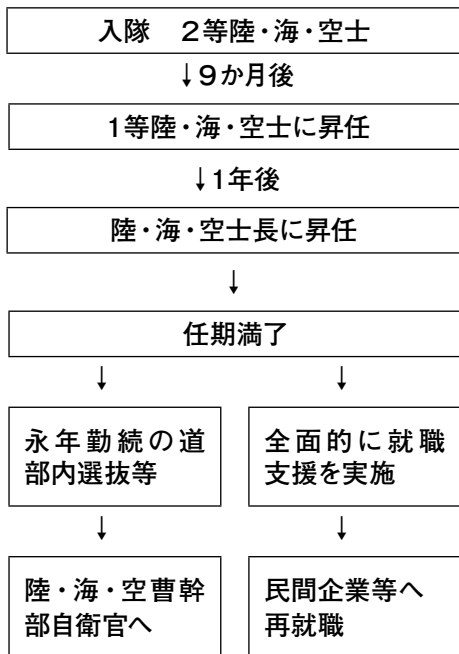 入隊　2等陸・海・空士
↓9か月後
1等陸・海・空士に昇任
↓1年後
陸・海・空士長に昇任
↓
任期満了
↓
↓
永年勤続の道
部内選抜等
全面的に就職
支援を実施
↓
↓
陸・海・空曹幹
部自衛官へ
民間企業等へ
再就職